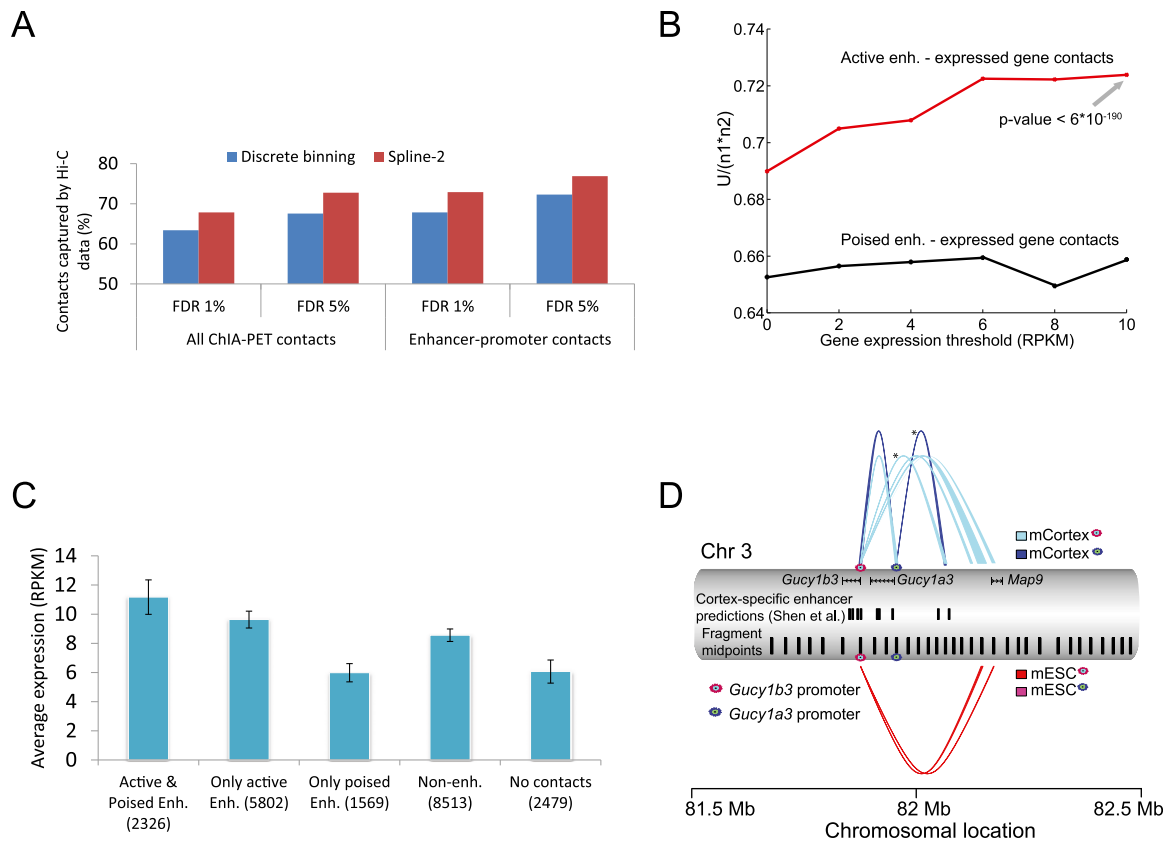 A
Discrete binning
Spline-2
Contacts captured by Hi-C
data (%)
80
70
60
50
FDR 1%
FDR 5%
FDR 1%
FDR 5%
All ChIA-PET contacts
Enhancer-promoter contacts
B
U/(n1*n2)
0.74
0.72
0.7
0.68
0.66
0.64
Active enh. - expressed gene contacts
p-value < 6*10^-190
Poised enh. - expressed gene contacts
0 2 4 6 8 10
Gene expression threshold (RPKM)
C
Average expression (RPKM)
14
12
10
8
6
4
2
0
Active &
Poised Enh.
(2326)
Only active
Enh. (5802)
Only poised
Enh. (1569)
Non-enh.
(8513)
No contacts
(2479)
D
* *
mCortex
mCortex
Chr 3
Gucy1b3 Gucy1a3 Map9
Cortex-specific enhancer
predictions (Shen et al.)
Fragment
midpoints
mESC
mESC
Gucy1b3 promoter
Gucy1a3 promoter
81.5 Mb 82 Mb 82.5 Mb
Chromosomal location